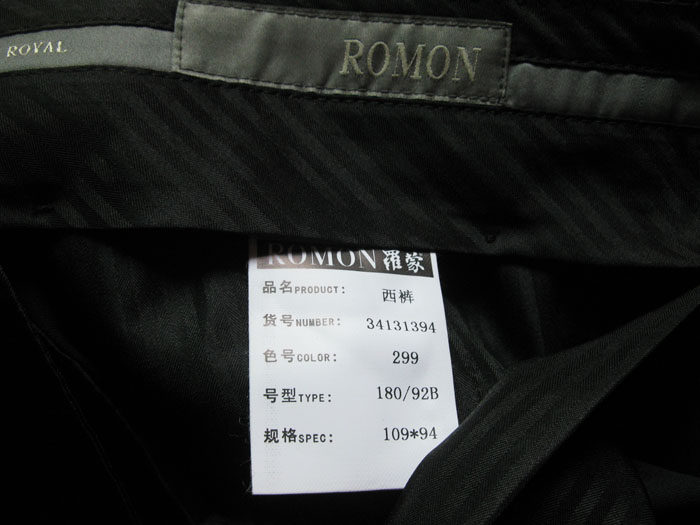 ROYAL
ROMON
ROMON 羅蒙
品名PRODUCT: 西裤
货号NUMBER: 34131394
色号COLOR: 299
号型TYPE: 180/92B
规格SPEC: 109*94